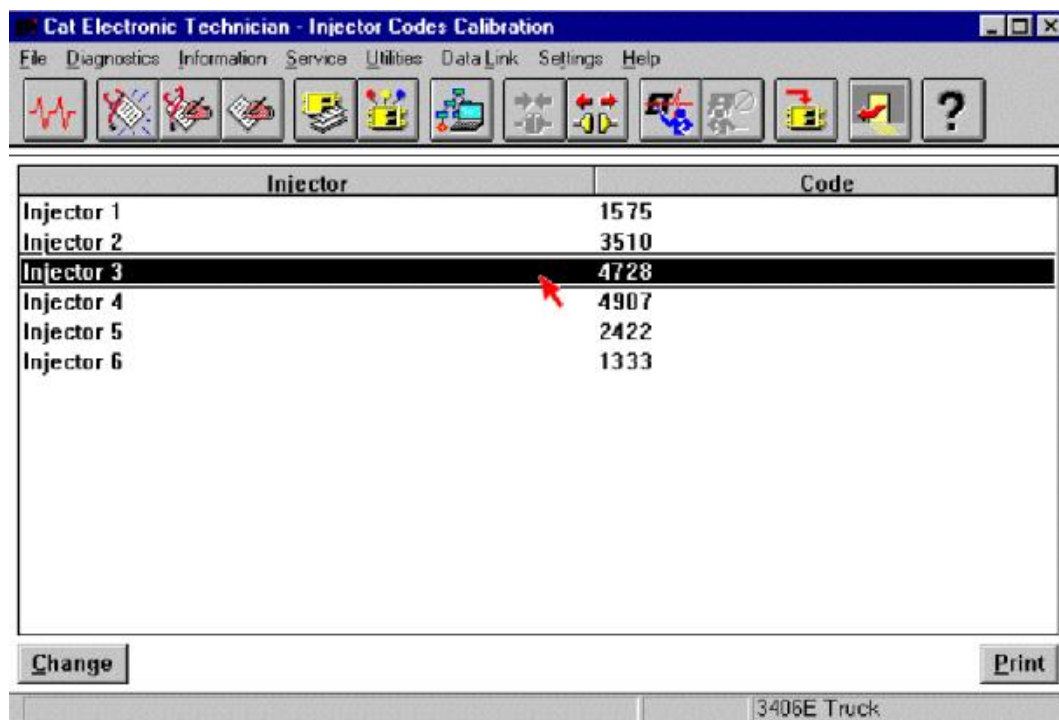 Cat Electronic Technician - Injector Codes Calibration
File Diagnostics Information Service Utilities Data Link Settings Help
?
Injector Code
Injector 1 1575
Injector 2 3510
Injector 3 4728
Injector 4 4907
Injector 5 2422
Injector 6 1333
Change Print
3406E Truck